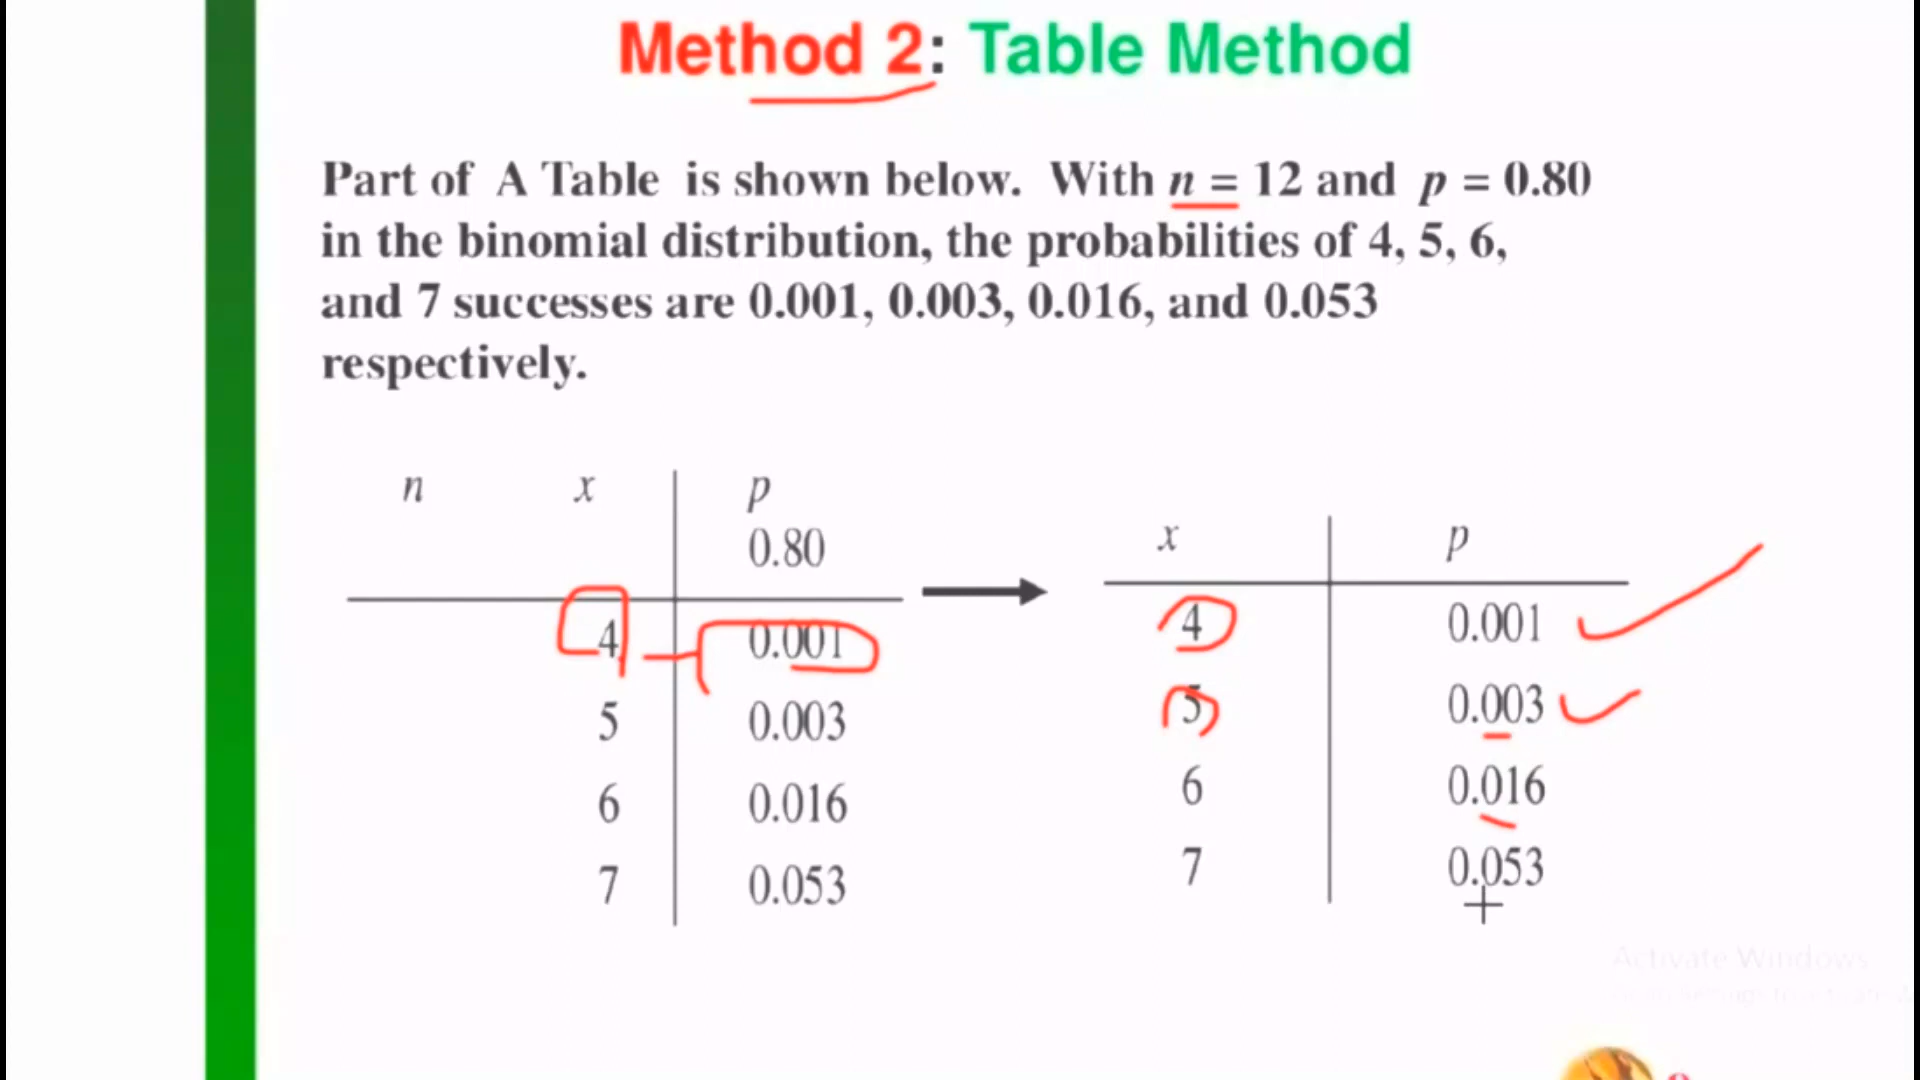 Method 2: Table Method
Part of A Table is shown below. With n = 12 and p = 0.80
in the binomial distribution, the probabilities of 4, 5, 6,
and 7 successes are 0.001, 0.003, 0.016, and 0.053
respectively.
n x p
0.80
4 0.001
5 0.003
6 0.016
7 0.053
x p
4 0.001
5 0.003
6 0.016
7 0.053
Activate Windows